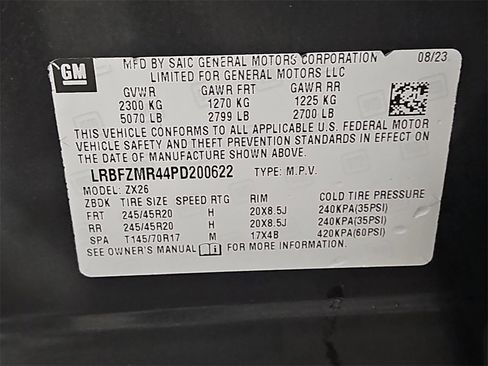 GM MFD BY SAIC GENERAL MOTORS CORPORATION 08/23
LIMITED FOR GENERAL MOTORS LLC
GVWR GAWR FRT GAWR RR
2300 KG 1270 KG 1225 KG
5070 LB 2799 LB 2700 LB
THIS VEHICLE CONFORMS TO ALL APPLICABLE U.S. FEDERAL MOTOR
VEHICLE SAFETY AND THEFT PREVENTION STANDARDS IN EFFECT ON
THE DATE OF MANUFACTURE SHOWN ABOVE.
LRBFZMR44PD200622 TYPE: M.P.V.
MODEL: ZX26
ZBDK TIRE SIZE SPEED RTG RIM COLD TIRE PRESSURE
FRT 245/45R20 H 20X8.5J 240KPA(35PSI)
RR 245/45R20 H 20X8.5J 240KPA(35PSI)
SPA T145/70R17 M 17X4B 420KPA(60PSI)
SEE OWNER'S MANUAL FOR MORE INFORMATION.